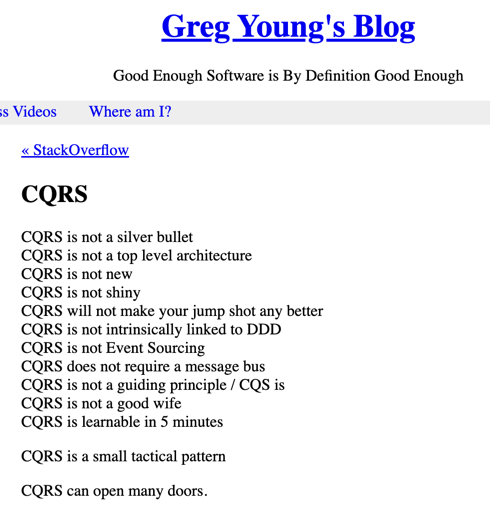 Greg Young's Blog
Good Enough Software is By Definition Good Enough
ss Videos Where am I?
« StackOverflow
CQRS
CQRS is not a silver bullet
CQRS is not a top level architecture
CQRS is not new
CQRS is not shiny
CQRS will not make your jump shot any better
CQRS is not intrinsically linked to DDD
CQRS is not Event Sourcing
CQRS does not require a message bus
CQRS is not a guiding principle / CQS is
CQRS is not a good wife
CQRS is learnable in 5 minutes
CQRS is a small tactical pattern
CQRS can open many doors.